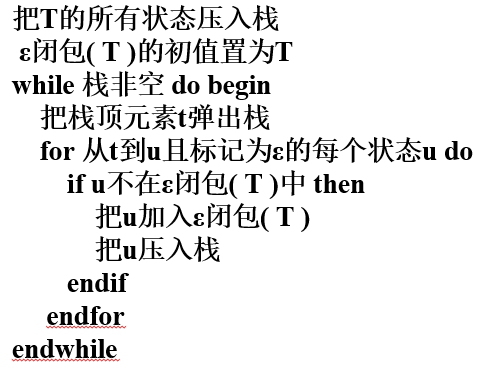 把T的所有状态压入栈
ε闭包( T )的初值置为T
while 栈非空 do begin
把栈顶元素t弹出栈
for 从t到u且标记为ε的每个状态u do
if u不在ε闭包( T )中 then
把u加入ε闭包( T )
把u压入栈
endif
endfor
endwhile